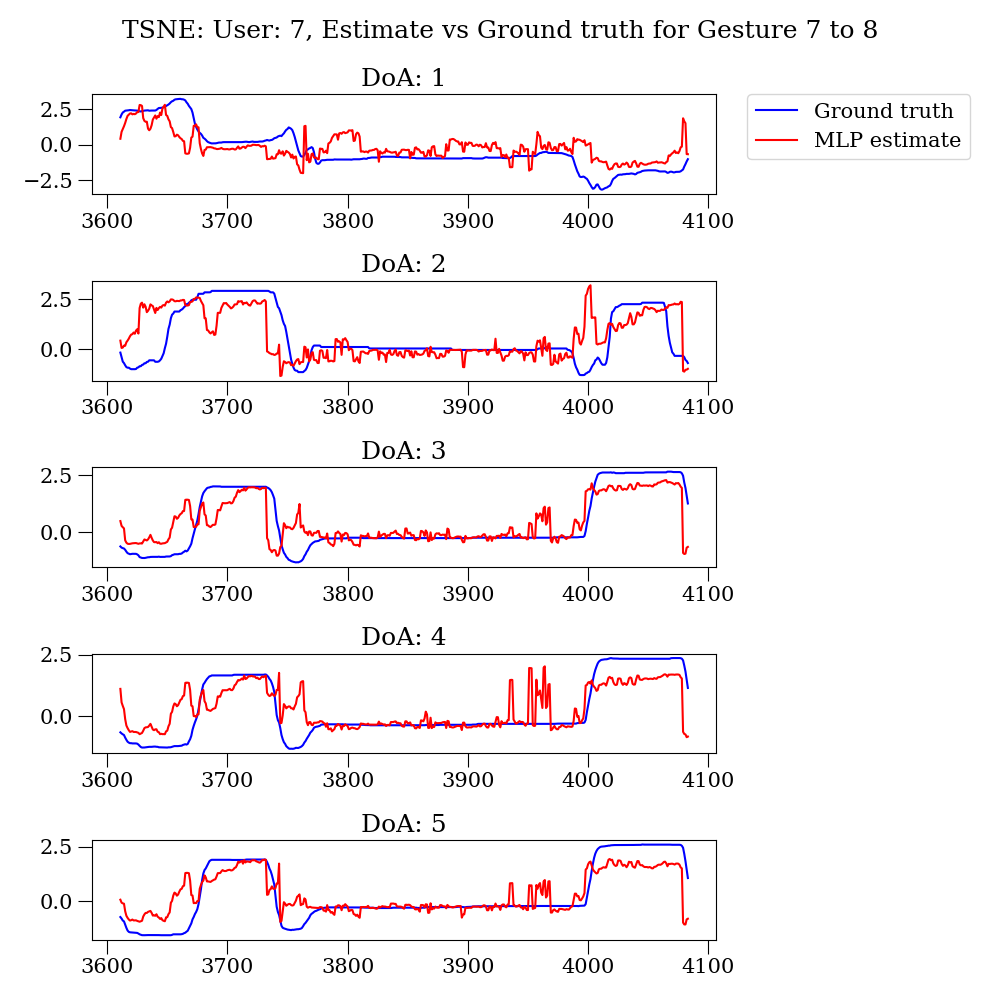 TSNE: User: 7, Estimate vs Ground truth for Gesture 7 to 8
DoA: 1
2.5
0.0
−2.5
3600 3700 3800 3900 4000 4100
Ground truth
MLP estimate
DoA: 2
2.5
0.0
3600 3700 3800 3900 4000 4100
DoA: 3
2.5
0.0
3600 3700 3800 3900 4000 4100
DoA: 4
2.5
0.0
3600 3700 3800 3900 4000 4100
DoA: 5
2.5
0.0
3600 3700 3800 3900 4000 4100